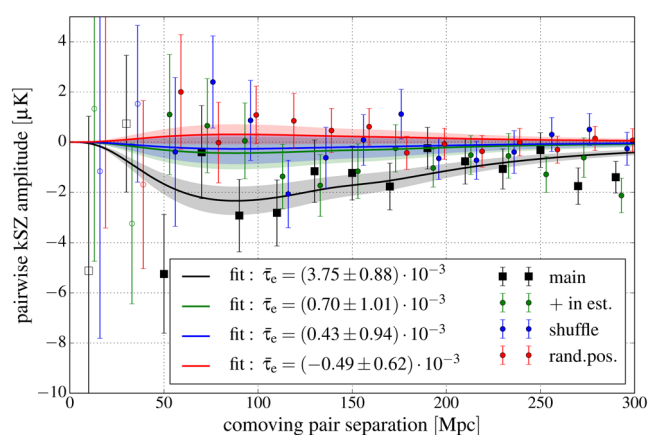 pairwise kSZ amplitude [μK]
4
2
0
−2
−4
−6
−8
−10
fit : τ̄e = (3.75 ± 0.88) · 10⁻³
fit : τ̄e = (0.70 ± 1.01) · 10⁻³
fit : τ̄e = (0.43 ± 0.94) · 10⁻³
fit : τ̄e = (−0.49 ± 0.62) · 10⁻³
main
+ in est.
shuffle
rand.pos.
0 50 100 150 200 250 300
comoving pair separation [Mpc]